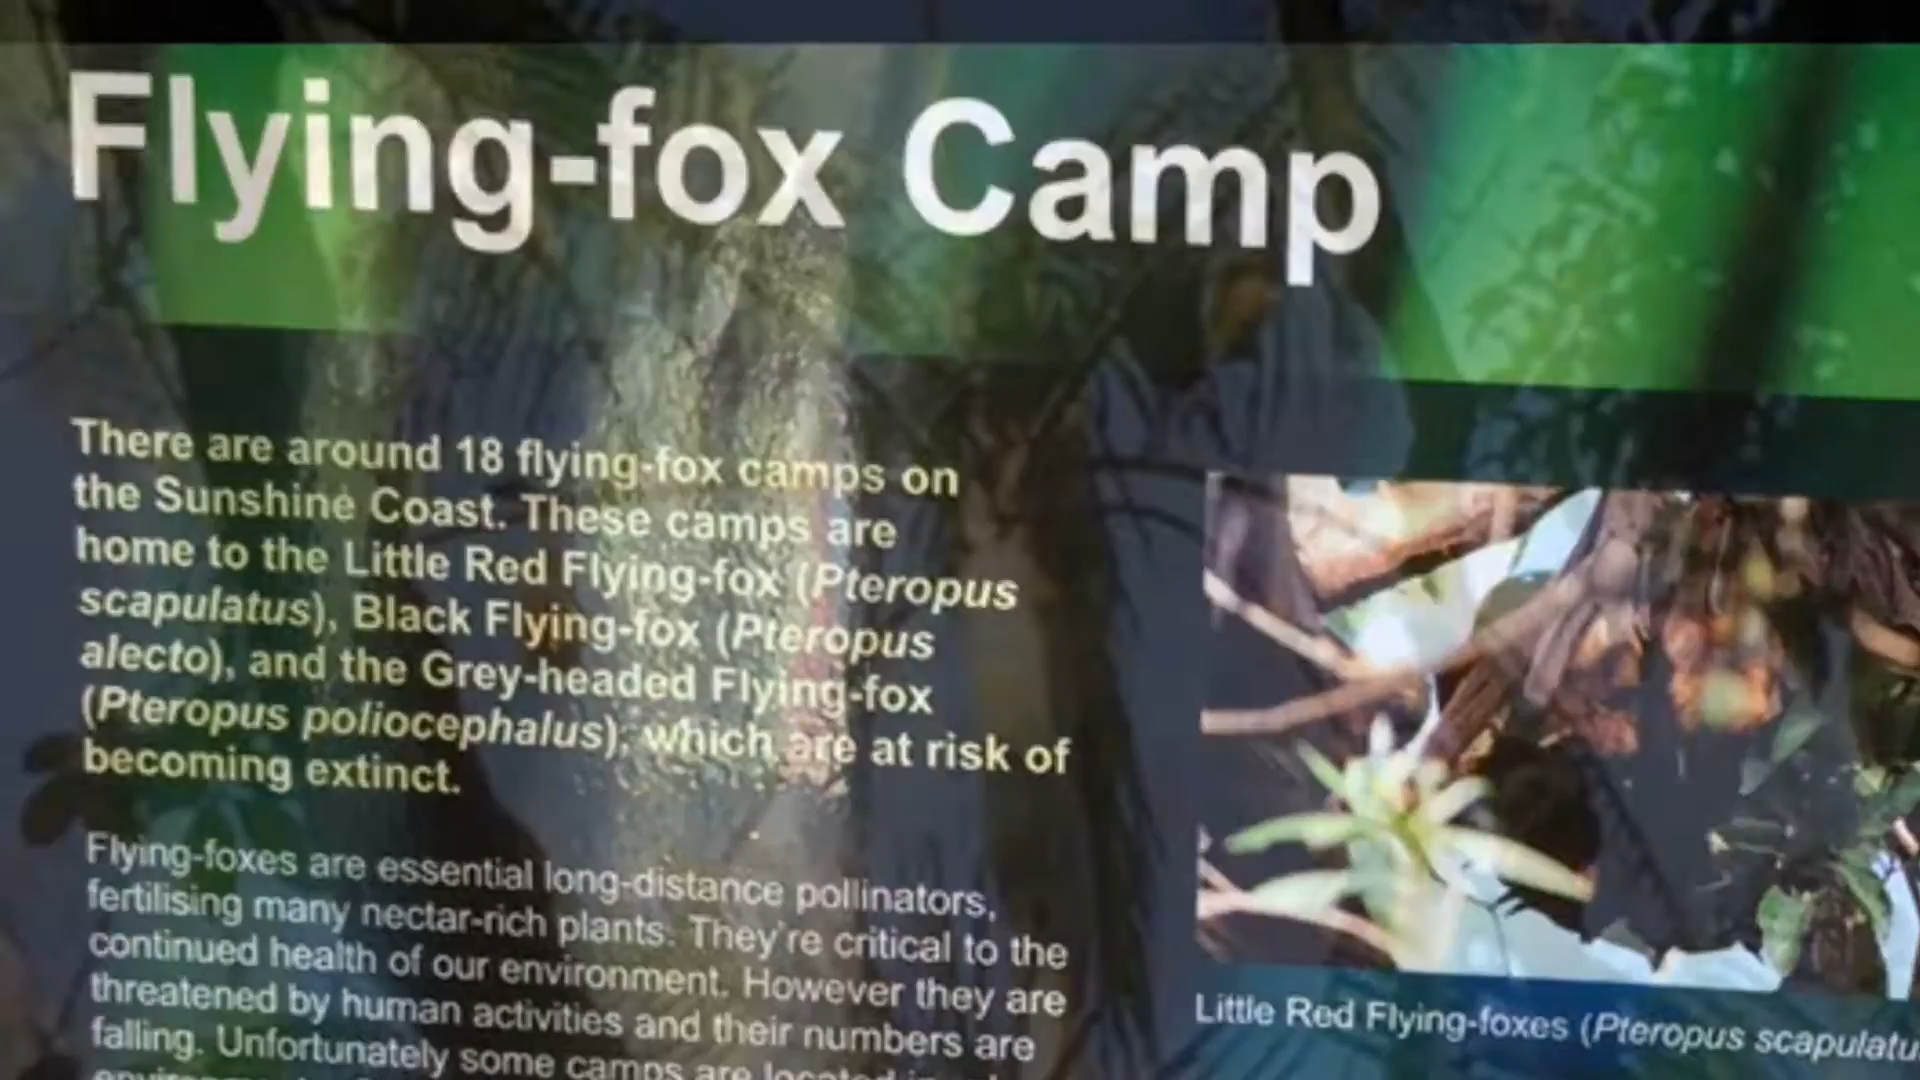 Flying-fox Camp
There are around 18 flying-fox camps on
the Sunshine Coast. These camps are
home to the Little Red Flying-fox (Pteropus
scapulatus), Black Flying-fox (Pteropus
alecto), and the Grey-headed Flying-fox
(Pteropus poliocephalus), which are at risk of
becoming extinct.
Flying-foxes are essential long-distance pollinators,
fertilising many nectar-rich plants. They're critical to the
continued health of our environment. However they are
threatened by human activities and their numbers are
falling. Unfortunately some camps are located
Little Red Flying-foxes (Pteropus